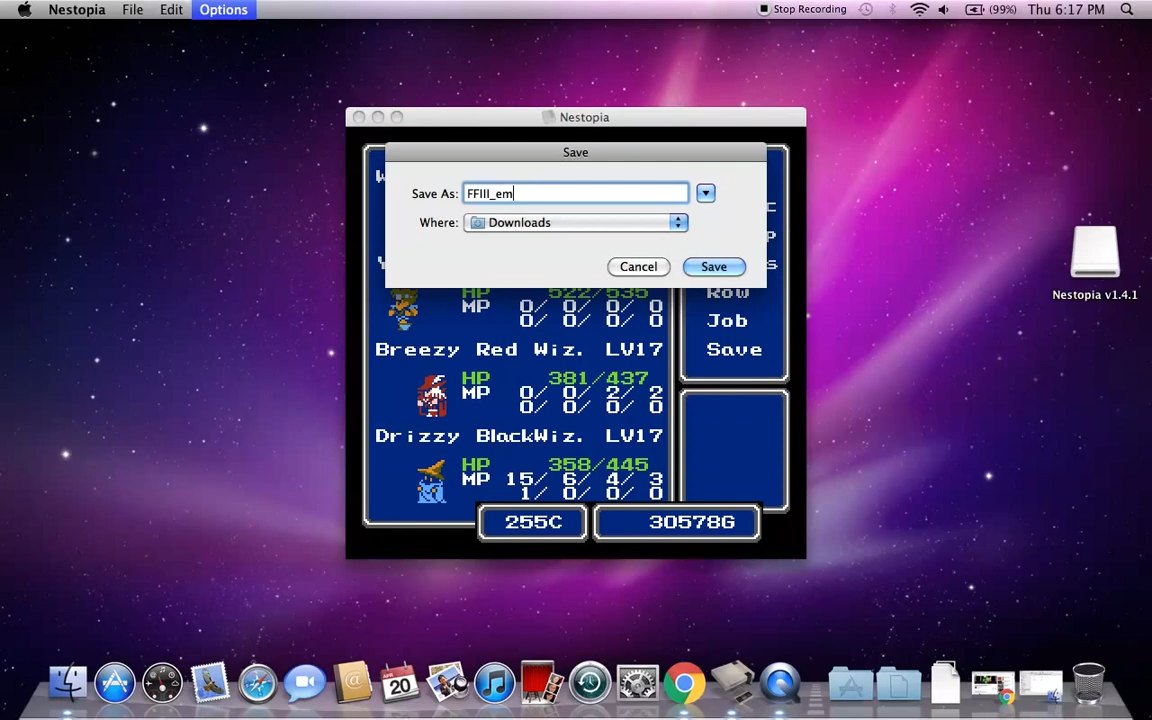 Nestopia File Edit Options Stop Recording (99%) Thu 6:17 PM
Nestopia
Save
Save As: FFIII_em
Where: Downloads
Cancel Save
HP 522/535
MP 0/ 0/ 0/ 0
0/ 0/ 0/ 0
Breezy Red Wiz. LV17
HP 381/437
MP 0/ 0/ 2/ 2
0/ 0/ 0/ 0
Drizzy BlackWiz. LV17
HP 358/445
MP 15/ 6/ 4/ 3
1/ 0/ 0/ 0
Row
Job
Save
255C 30578G
Nestopia v1.4.1
APR
20